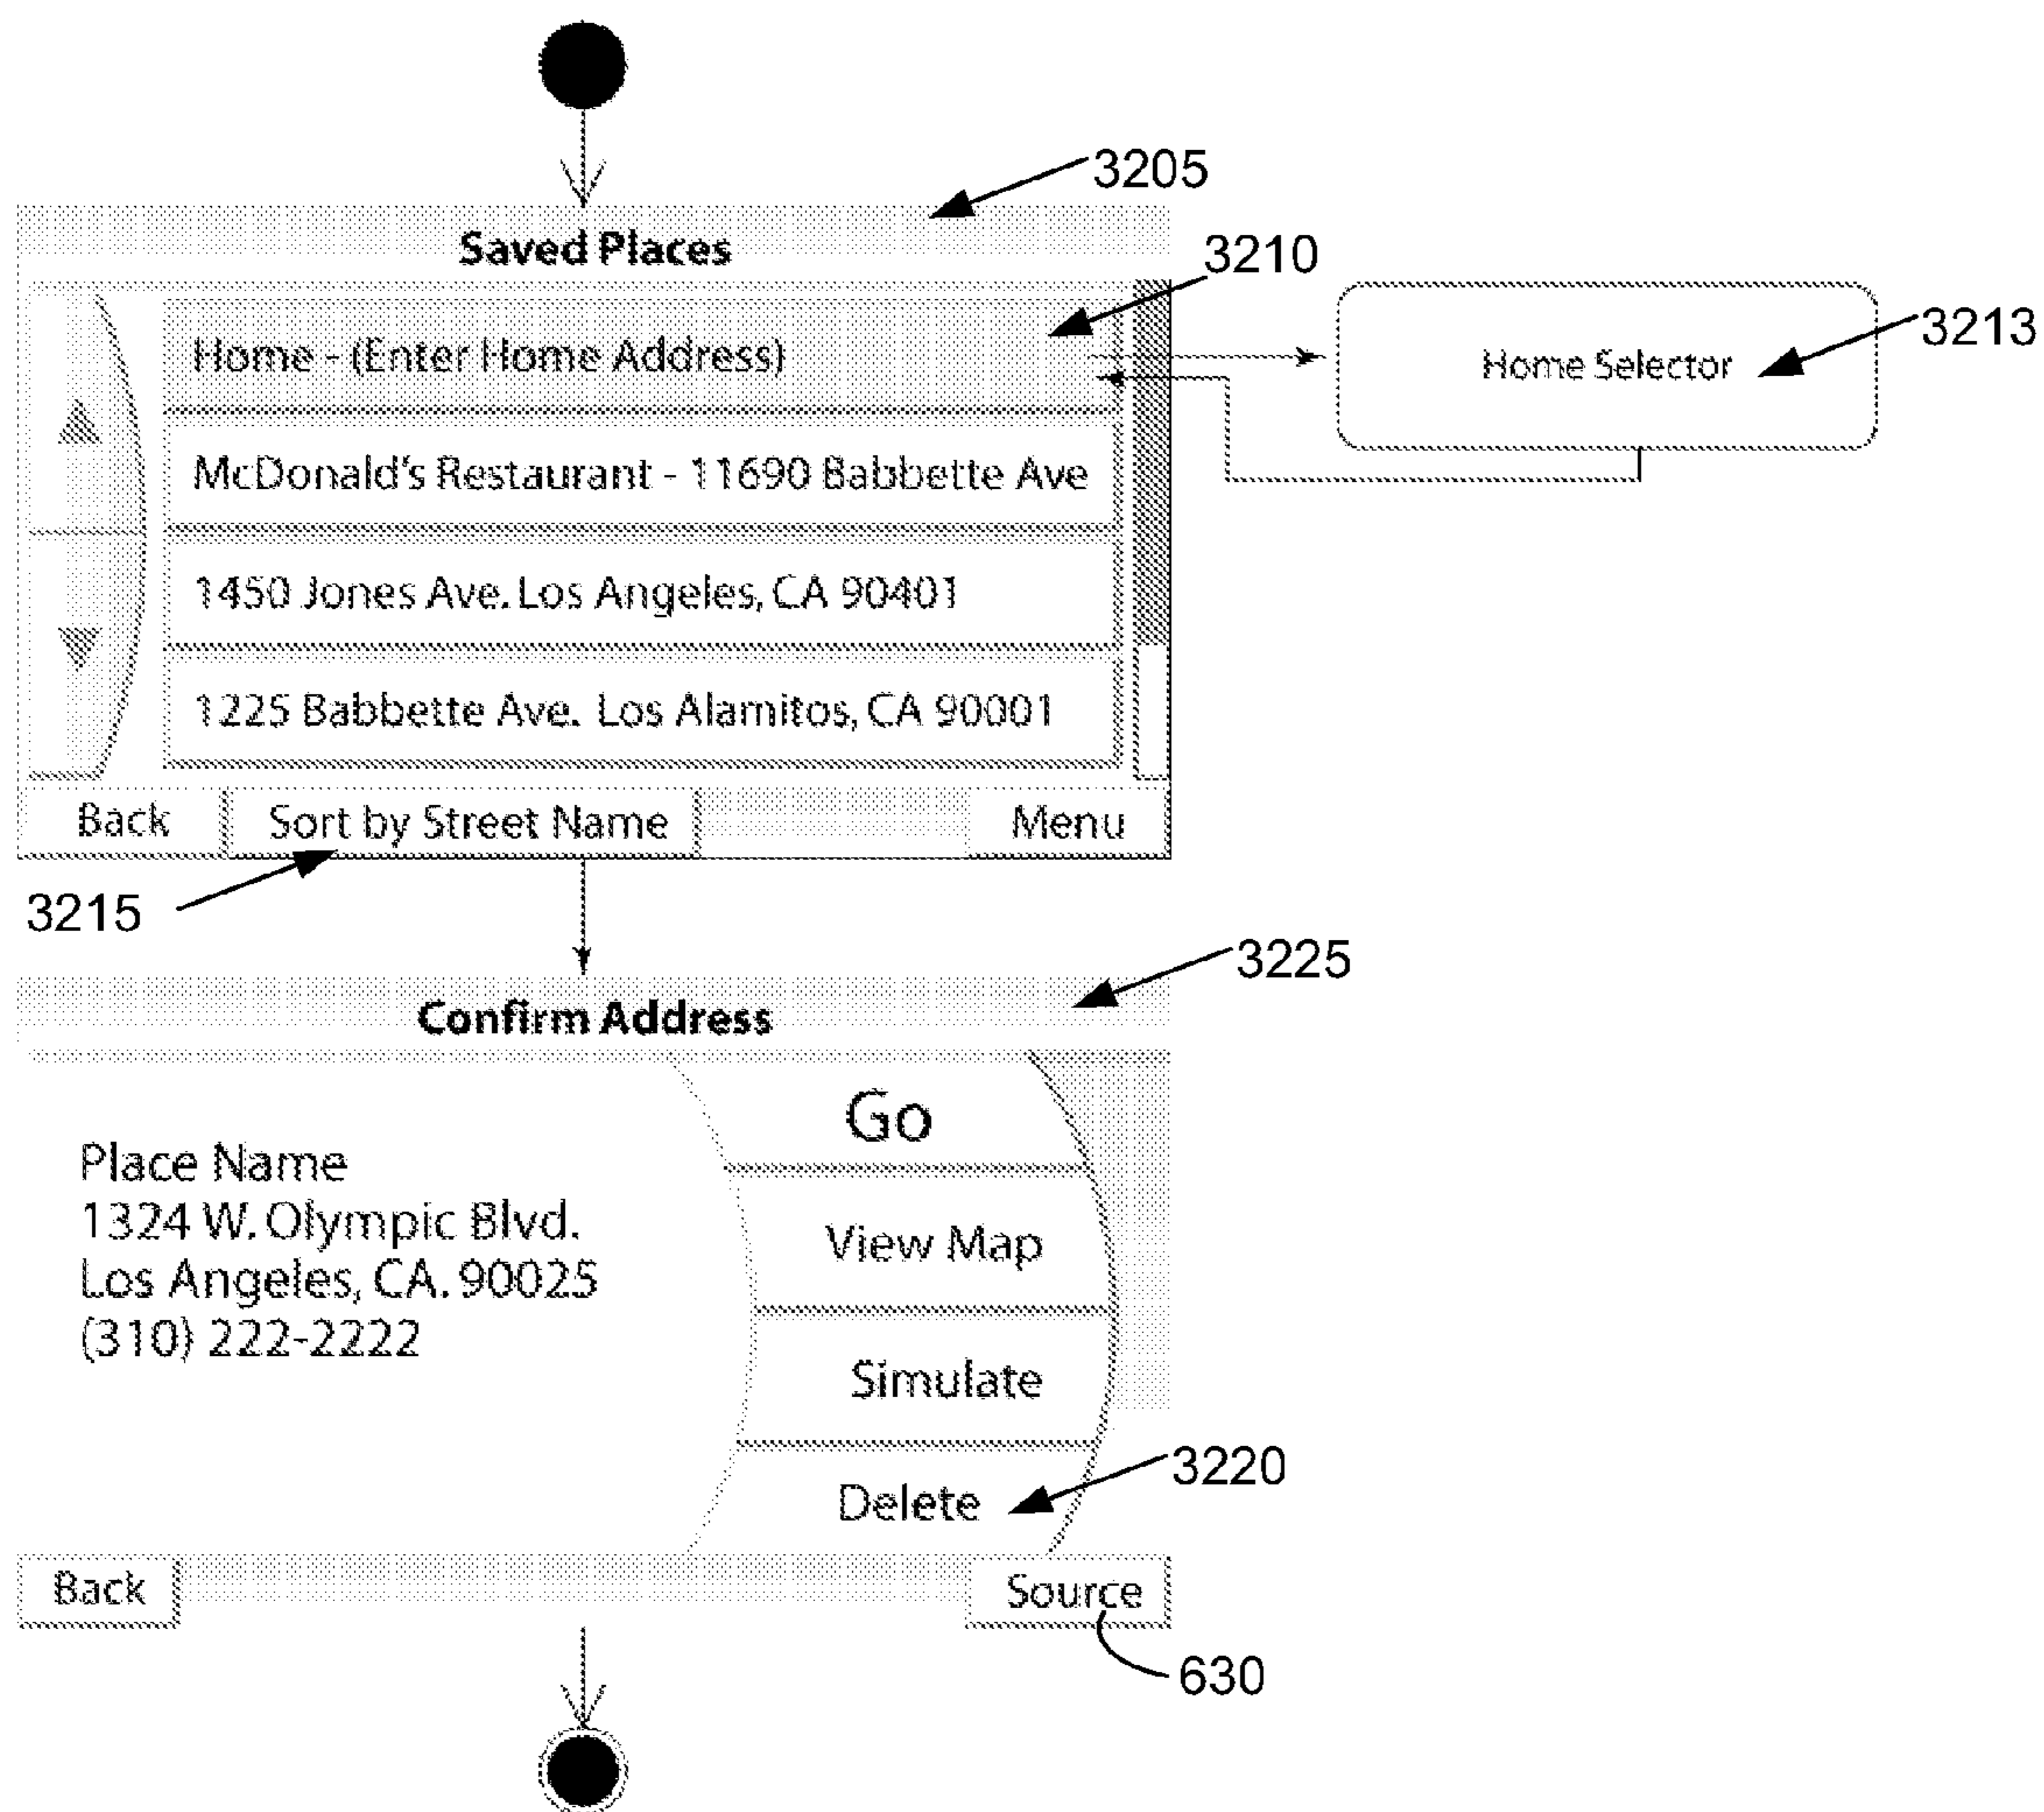 3205
Saved Places
3210
Home - (Enter Home Address)
Home Selector
3213
McDonald's Restaurant - 11690 Babbette Ave
1450 Jones Ave. Los Angeles, CA 90401
1225 Babbette Ave. Los Alamitos, CA 90001
Back
Sort by Street Name
Menu
3215
3225
Confirm Address
Go
Place Name
1324 W. Olympic Blvd.
Los Angeles, CA. 90025
(310) 222-2222
View Map
Simulate
3220
Delete
Back
Source
630